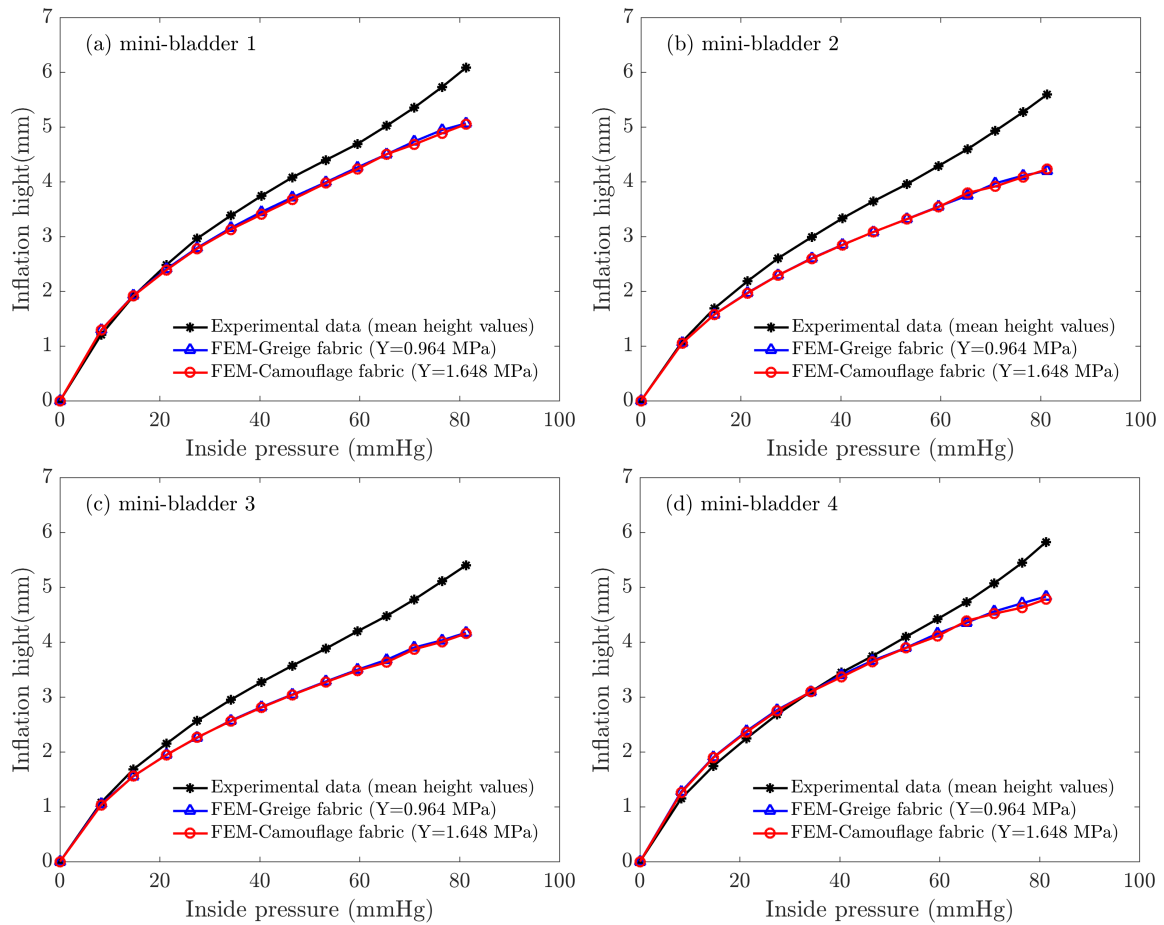 (a) mini-bladder 1
Inflation hight(mm)
7
6
5
4
3
2
1
0
Experimental data (mean height values)
FEM-Greige fabric (Y=0.964 MPa)
FEM-Camouflage fabric (Y=1.648 MPa)
0 20 40 60 80 100
Inside pressure (mmHg)
(b) mini-bladder 2
Inflation hight(mm)
7
6
5
4
3
2
1
0
Experimental data (mean height values)
FEM-Greige fabric (Y=0.964 MPa)
FEM-Camouflage fabric (Y=1.648 MPa)
0 20 40 60 80 100
Inside pressure (mmHg)
(c) mini-bladder 3
Inflation hight(mm)
7
6
5
4
3
2
1
0
Experimental data (mean height values)
FEM-Greige fabric (Y=0.964 MPa)
FEM-Camouflage fabric (Y=1.648 MPa)
0 20 40 60 80 100
Inside pressure (mmHg)
(d) mini-bladder 4
Inflation hight(mm)
7
6
5
4
3
2
1
0
Experimental data (mean height values)
FEM-Greige fabric (Y=0.964 MPa)
FEM-Camouflage fabric (Y=1.648 MPa)
0 20 40 60 80 100
Inside pressure (mmHg)